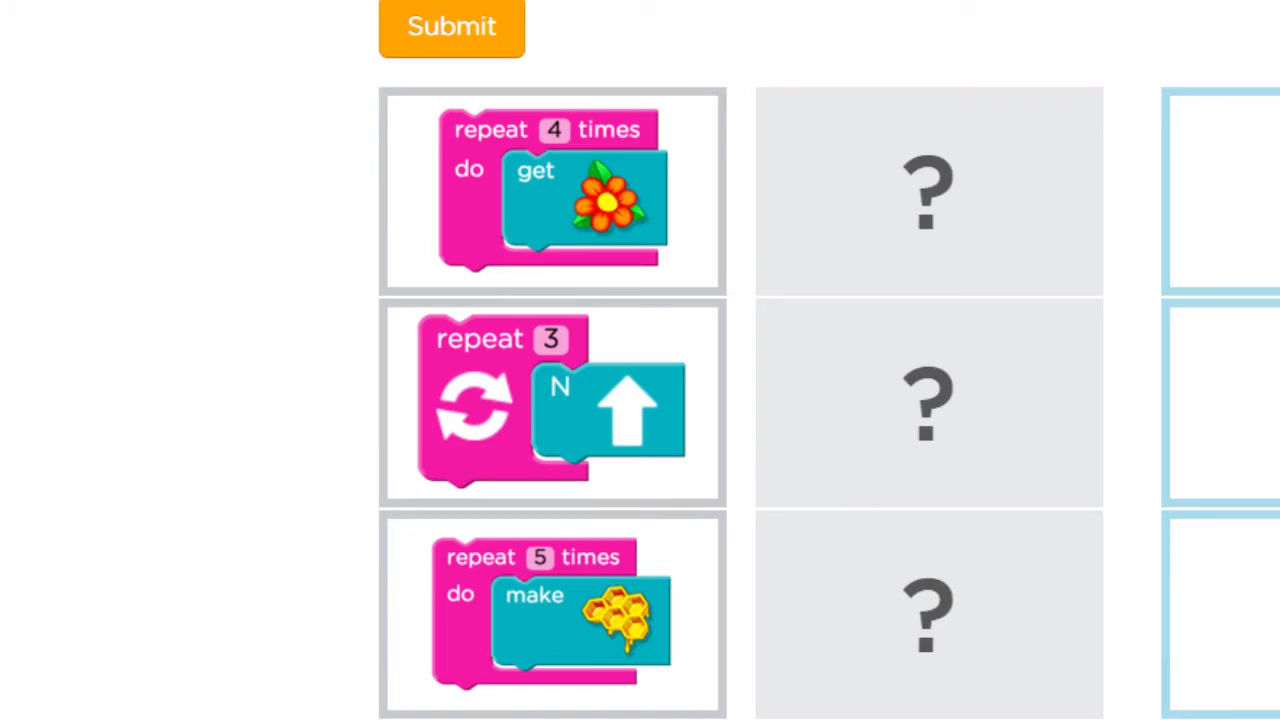 Submit
repeat 4 times
do get
?
repeat 3
N
?
repeat 5 times
do make
?